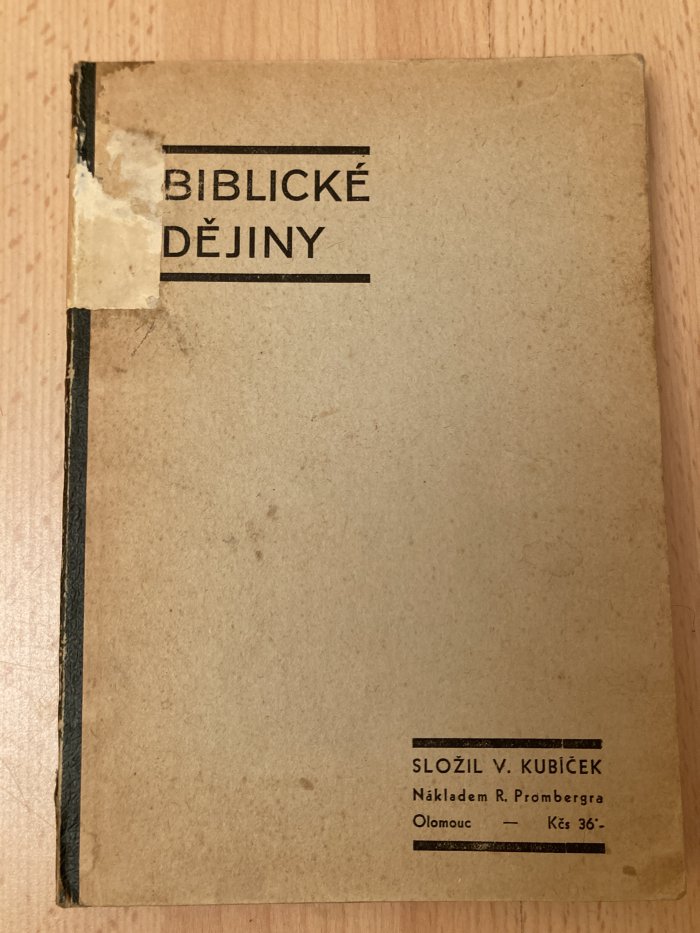 BIBLICKÉ
DĚJINY
SLOŽIL V. KUBÍČEK
Nákladem R. Prombergra
Olomouc — Kčs 36·-